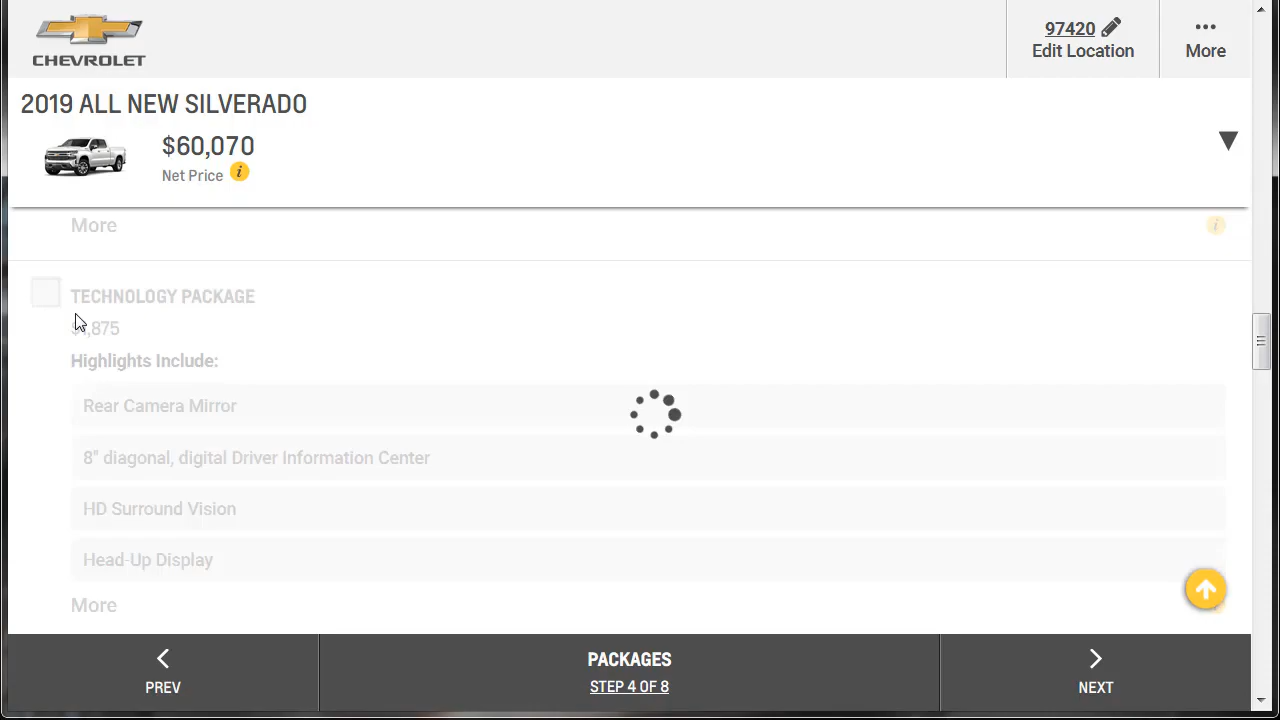 CHEVROLET
97420
Edit Location
More
2019 ALL NEW SILVERADO
$60,070
Net Price
More
TECHNOLOGY PACKAGE
,875
Highlights Include:
Rear Camera Mirror
8" diagonal, digital Driver Information Center
HD Surround Vision
Head-Up Display
More
PREV
PACKAGES
STEP 4 OF 8
NEXT